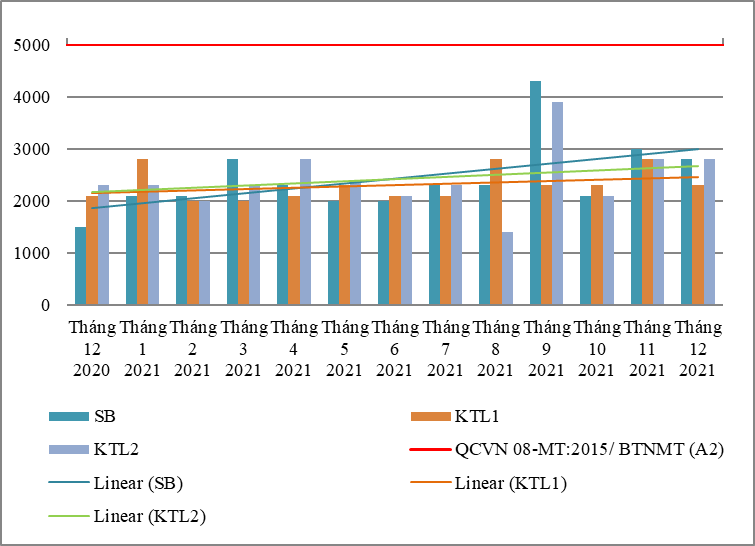 5000
4000
3000
2000
1000
0
Tháng Tháng Tháng Tháng Tháng Tháng Tháng Tháng Tháng Tháng Tháng Tháng Tháng
12 1 2 3 4 5 6 7 8 9 10 11 12
2020 2021 2021 2021 2021 2021 2021 2021 2021 2021 2021 2021 2021
SB KTL1
KTL2 QCVN 08-MT:2015/ BTNMT (A2)
Linear (SB) Linear (KTL1)
Linear (KTL2)